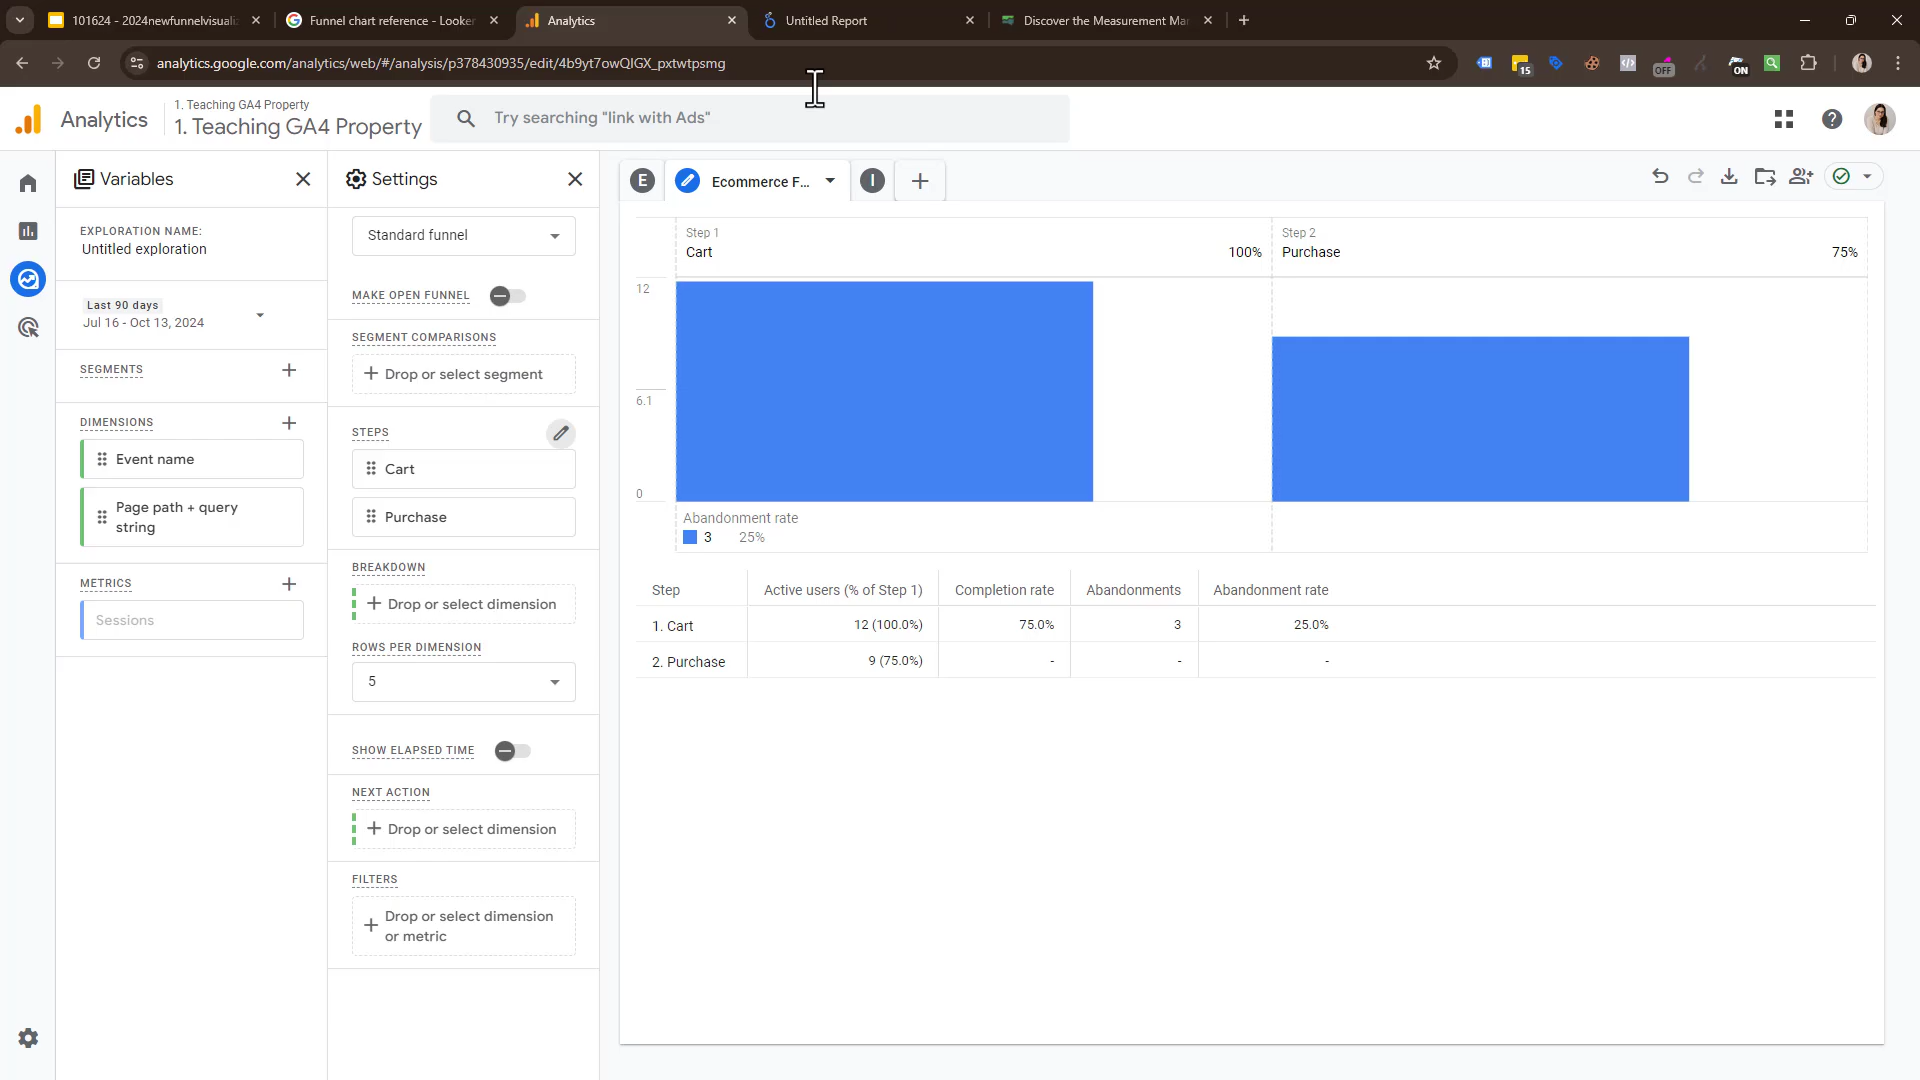 101624 - 2024newfunnelvisuali
Funnel chart reference - Looker
Analytics
Untitled Report
Discover the Measurement Mar
analytics.google.com/analytics/web/#/analysis/p378430935/edit/4b9yt7owQIGX_pxtwtpsmg
15
OFF
ON
Analytics
1. Teaching GA4 Property
1. Teaching GA4 Property
Try searching "link with Ads"
Variables
EXPLORATION NAME:
Untitled exploration
Last 90 days
Jul 16 - Oct 13, 2024
SEGMENTS
DIMENSIONS
Event name
Page path + query
string
METRICS
Sessions
Settings
Standard funnel
MAKE OPEN FUNNEL
SEGMENT COMPARISONS
Drop or select segment
STEPS
Cart
Purchase
BREAKDOWN
Drop or select dimension
ROWS PER DIMENSION
5
SHOW ELAPSED TIME
NEXT ACTION
Drop or select dimension
FILTERS
Drop or select dimension
or metric
E
Ecommerce F...
I
Step 1
Cart 100%
Step 2
Purchase 75%
12
6.1
0
Abandonment rate
3 25%
Step Active users (% of Step 1) Completion rate Abandonments Abandonment rate
1. Cart 12 (100.0%) 75.0% 3 25.0%
2. Purchase 9 (75.0%) - - -